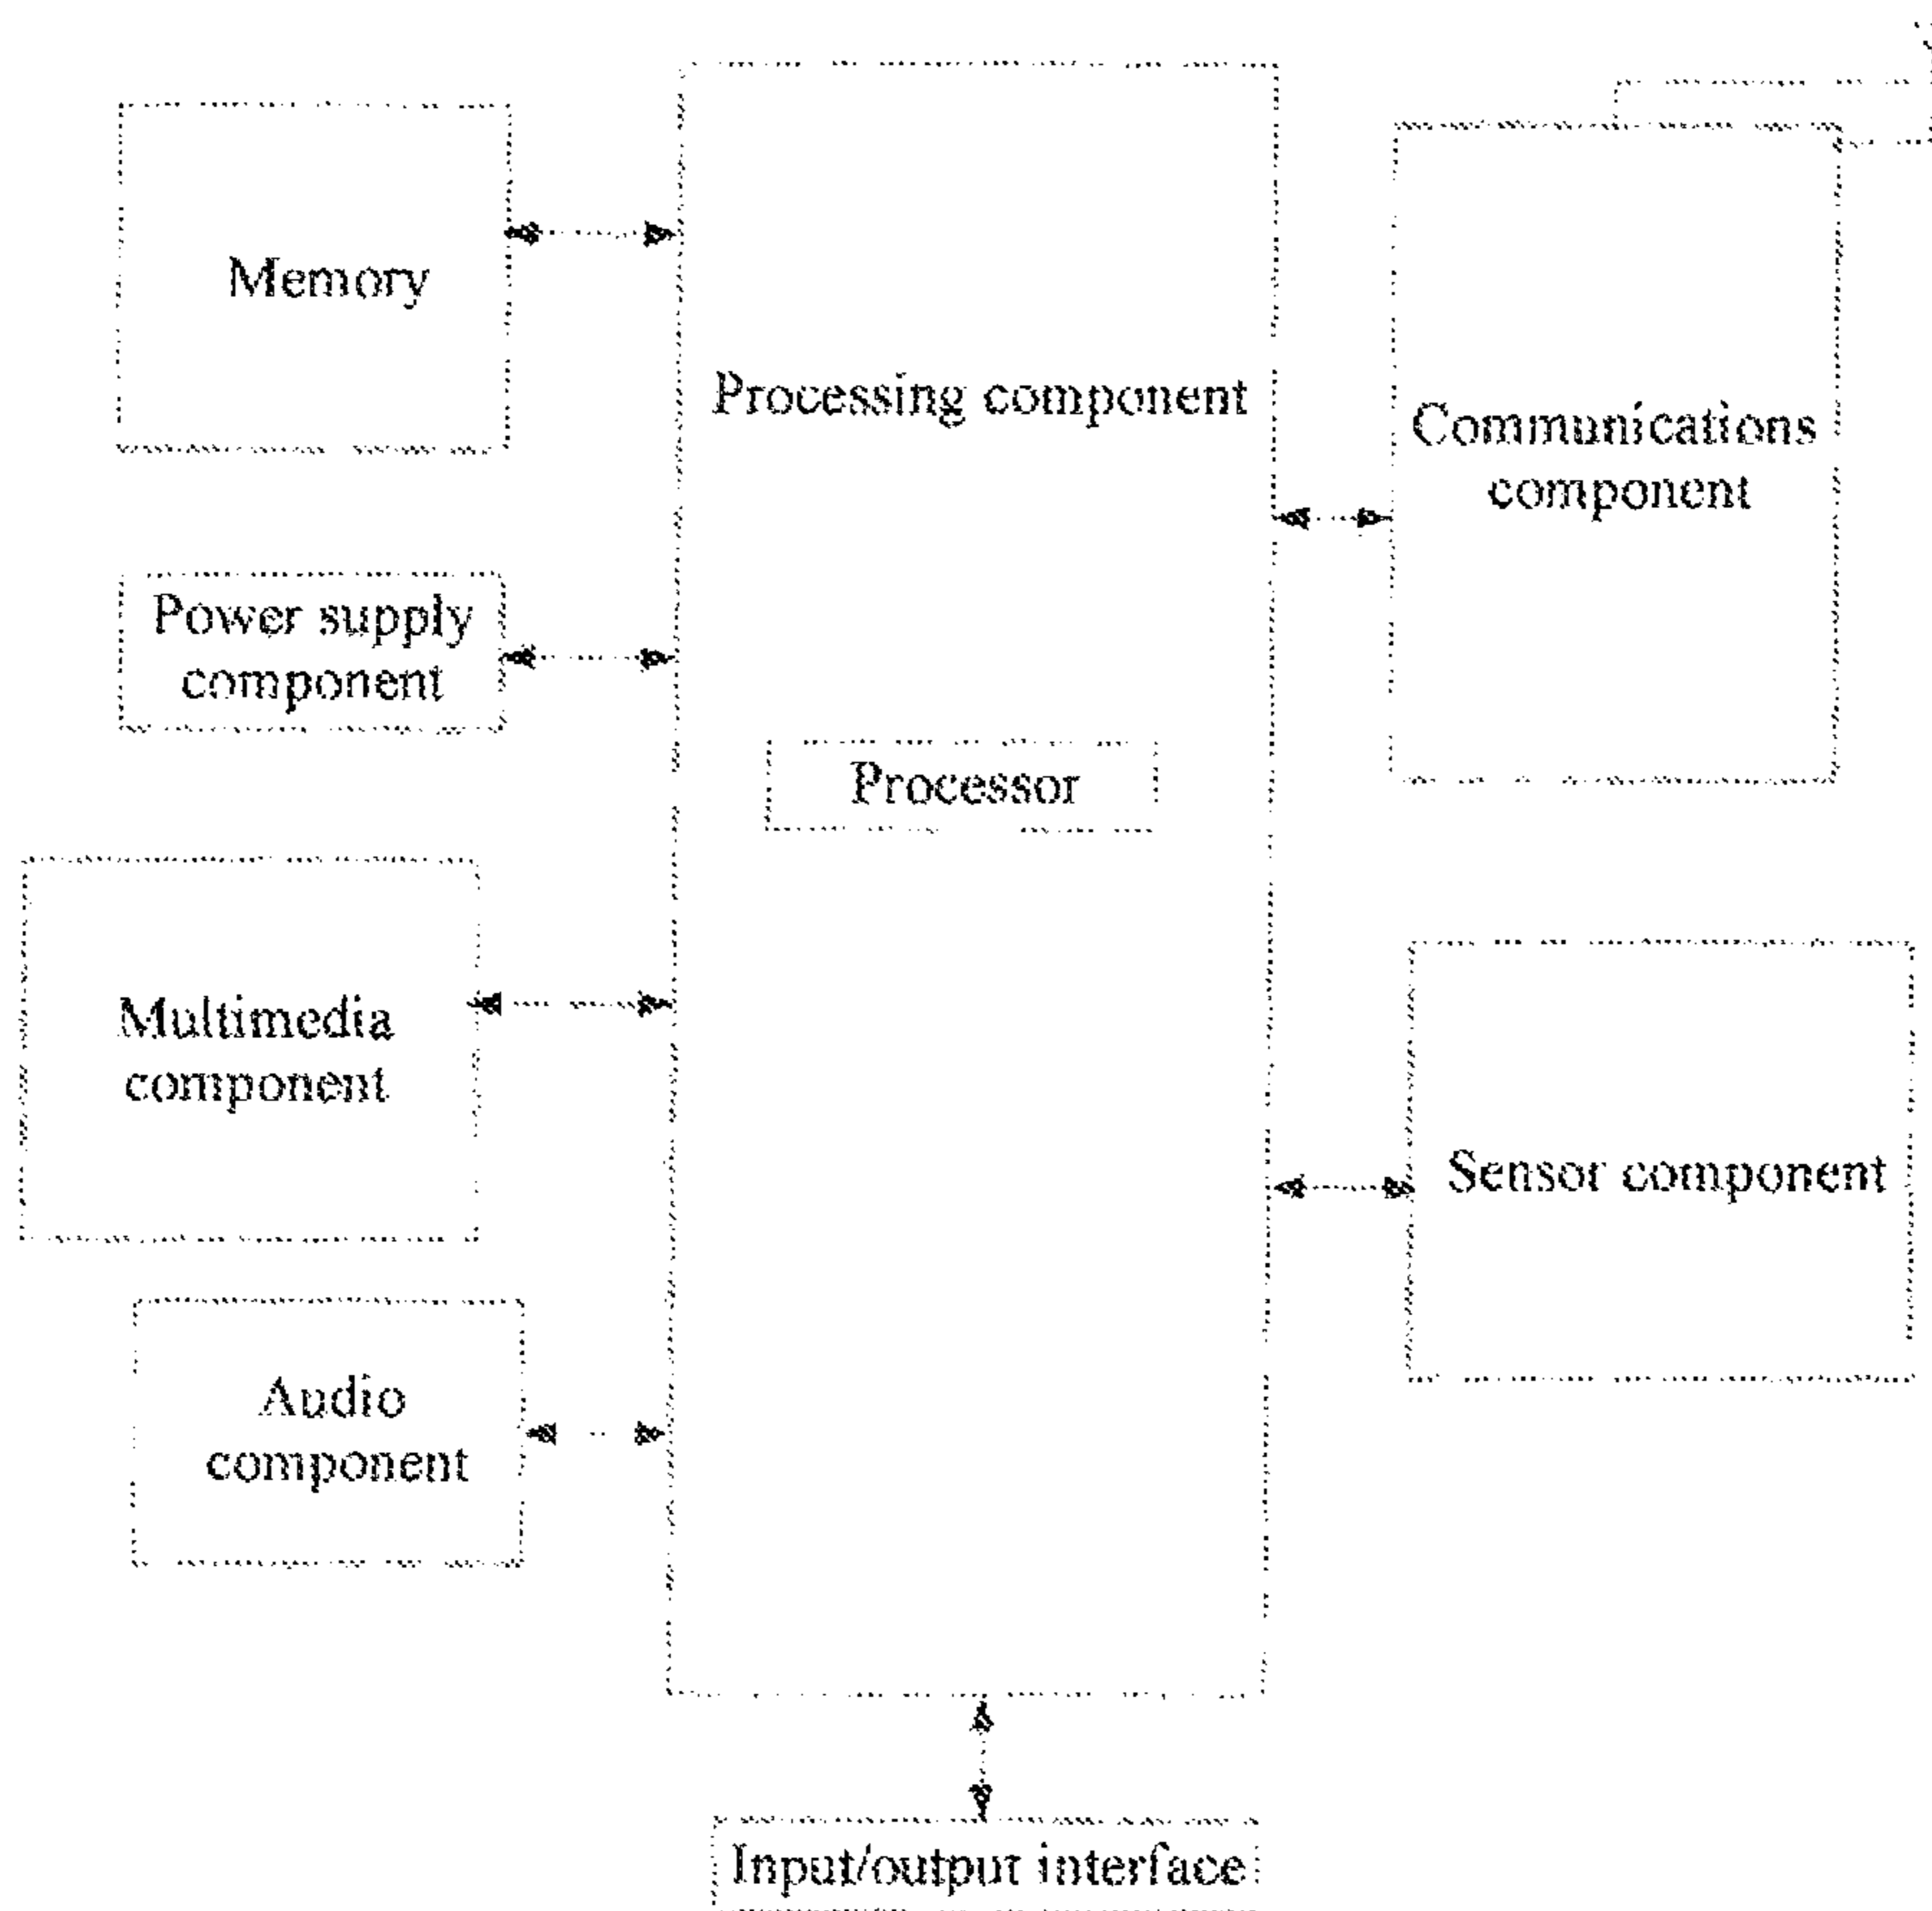 Memory
Processing component
Communications
component
Power supply
component
Processor
Multimedia
component
Sensor component
Audio
component
Input/output interface